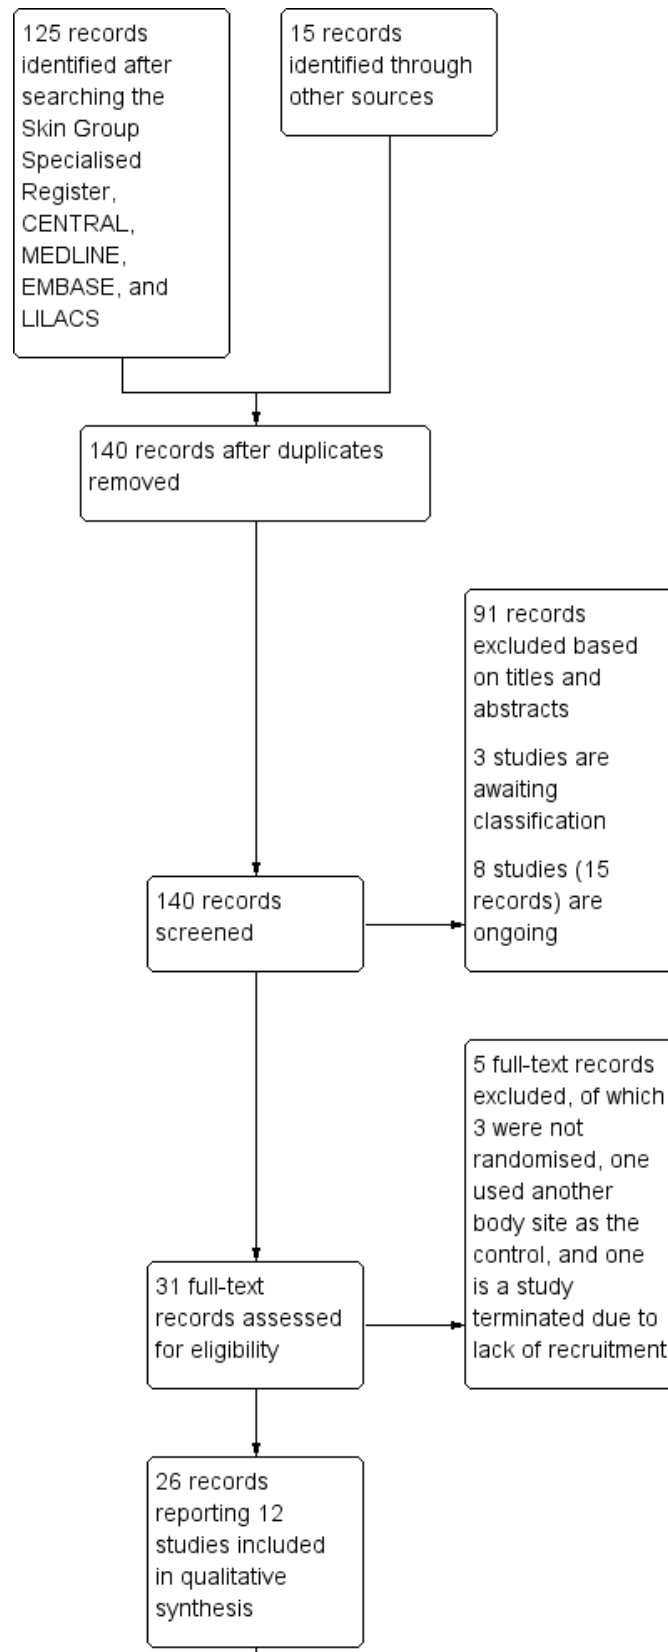 125 records
identified after
searching the
Skin Group
Specialised
Register,
CENTRAL,
MEDLINE,
EMBASE, and
LILACS
15 records
identified through
other sources
140 records after duplicates
removed
91 records
excluded based
on titles and
abstracts
3 studies are
awaiting
classification
8 studies (15
records) are
ongoing
140 records
screened
5 full-text records
excluded, of which
3 were not
randomised, one
used another
body site as the
control, and one
is a study
terminated due to
lack of recruitment
31 full-text
records assessed
for eligibility
26 records
reporting 12
studies included
in qualitative
synthesis